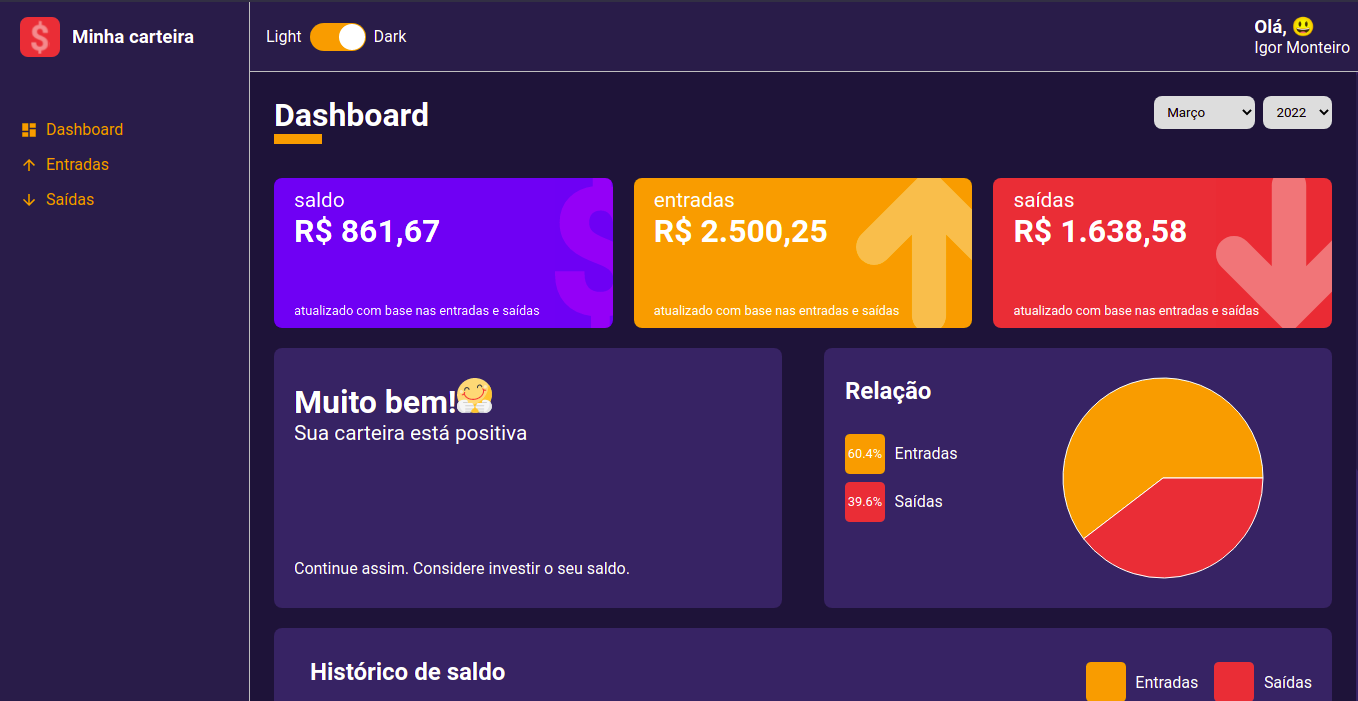 Minha carteira
Light Dark
Olá, 😃
Igor Monteiro
Dashboard
Entradas
Saídas
Dashboard
Março
2022
saldo
R$ 861,67
atualizado com base nas entradas e saídas
entradas
R$ 2.500,25
atualizado com base nas entradas e saídas
saídas
R$ 1.638,58
atualizado com base nas entradas e saídas
Muito bem!
Sua carteira está positiva
Continue assim. Considere investir o seu saldo.
Relação
60.4% Entradas
39.6% Saídas
Histórico de saldo
Entradas Saídas